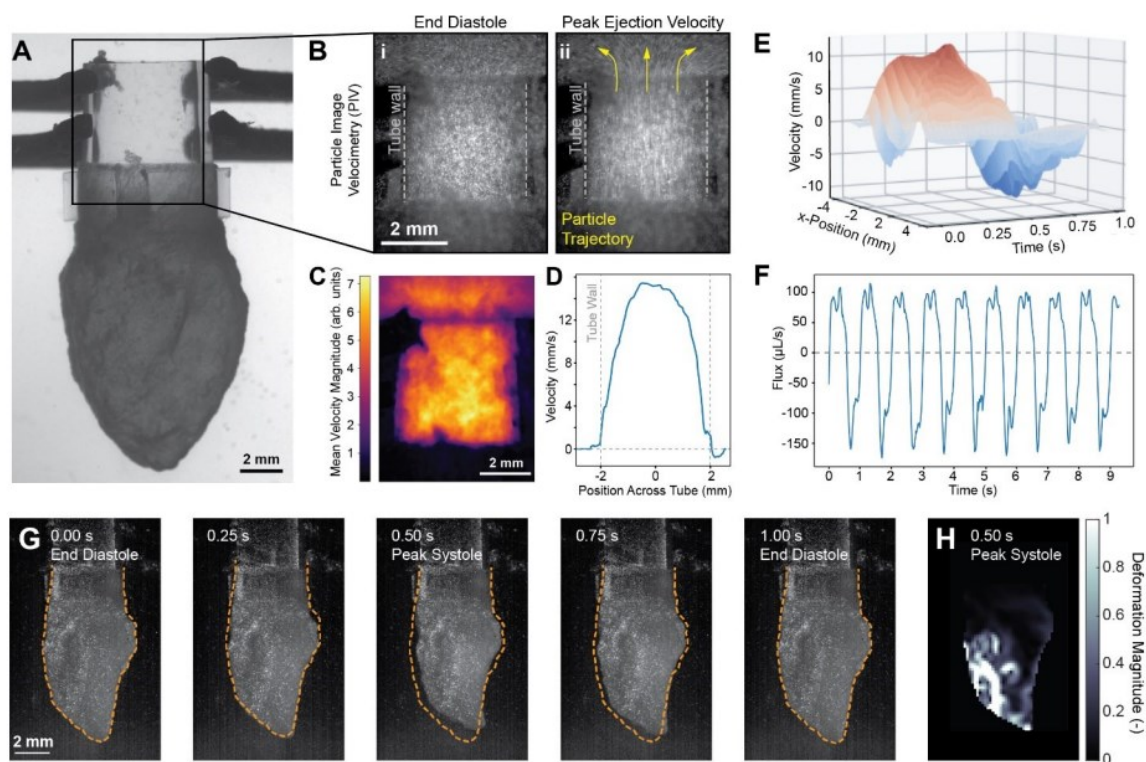 A
2 mm
B
Particle Image
Velocimetry (PIV)
End Diastole
i
Tube wall
2 mm
Peak Ejection Velocity
ii
Tube wall
Particle
Trajectory
C
Mean Velocity Magnitude (arb. units)
7
6
5
4
3
2
1
2 mm
D
Velocity (mm/s)
12
8
4
0
Tube Wall
-2
0
2
Position Across Tube (mm)
E
Velocity (mm/s)
10
5
0
-5
-10
-4
-2
0
2
4
x-Position (mm)
0.0
0.25
0.5
0.75
1.0
Time (s)
F
Flux (µL/s)
100
50
0
-50
-100
-150
0 1 2 3 4 5 6 7 8 9
Time (s)
G
0.00 s
End Diastole
2 mm
0.25 s
0.50 s
Peak Systole
0.75 s
1.00 s
End Diastole
H
0.50 s
Peak Systole
1
0.8
0.6
0.4
0.2
0
Deformation Magnitude (-)